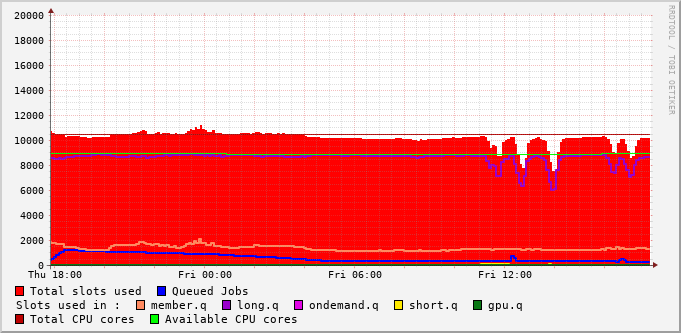 20000
18000
16000
14000
12000
10000
8000
6000
4000
2000
0
Thu 18:00 Fri 00:00 Fri 06:00 Fri 12:00
Total slots used Queued Jobs
Slots used in : member.q long.q ondemand.q short.q gpu.q
Total CPU cores Available CPU cores
RRDTOOL / TOBI OETIKER